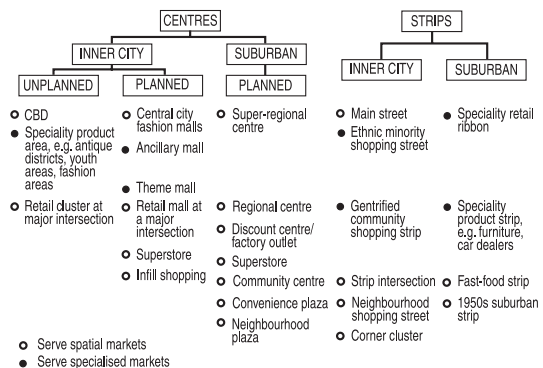 CENTRES
STRIPS
INNER CITY
SUBURBAN
INNER CITY
SUBURBAN
UNPLANNED
PLANNED
PLANNED
CBD
Speciality product
area, e.g. antique
districts, youth
areas, fashion
areas
Retail cluster at
major intersection
Central city
fashion malls
Ancillary mall
Theme mall
Retail mall at
a major
intersection
Superstore
Infill shopping
Super-regional
centre
Regional centre
Discount centre/
factory outlet
Superstore
Community centre
Convenience plaza
Neighbourhood
plaza
Main street
Ethnic minority
shopping street
Gentrified
community
shopping strip
Strip intersection
Neighbourhood
shopping street
Corner cluster
Speciality retail
ribbon
Speciality
product strip,
e.g. furniture,
car dealers
Fast-food strip
1950s suburban
strip
Serve spatial markets
Serve specialised markets